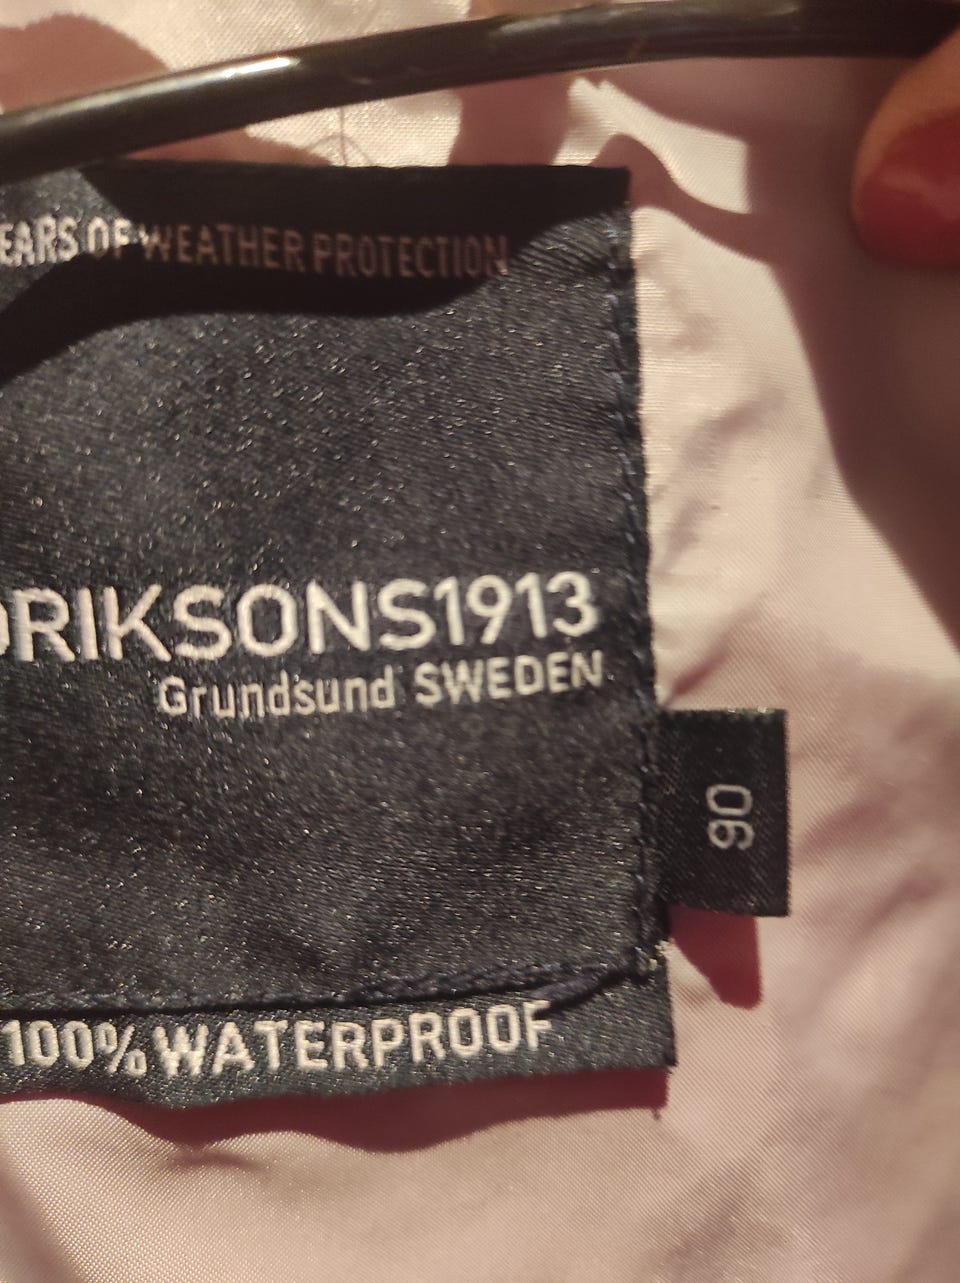 EARS OF WEATHER PROTECTION
DRIKSONS1913
Grundsund SWEDEN
90
100% WATERPROOF